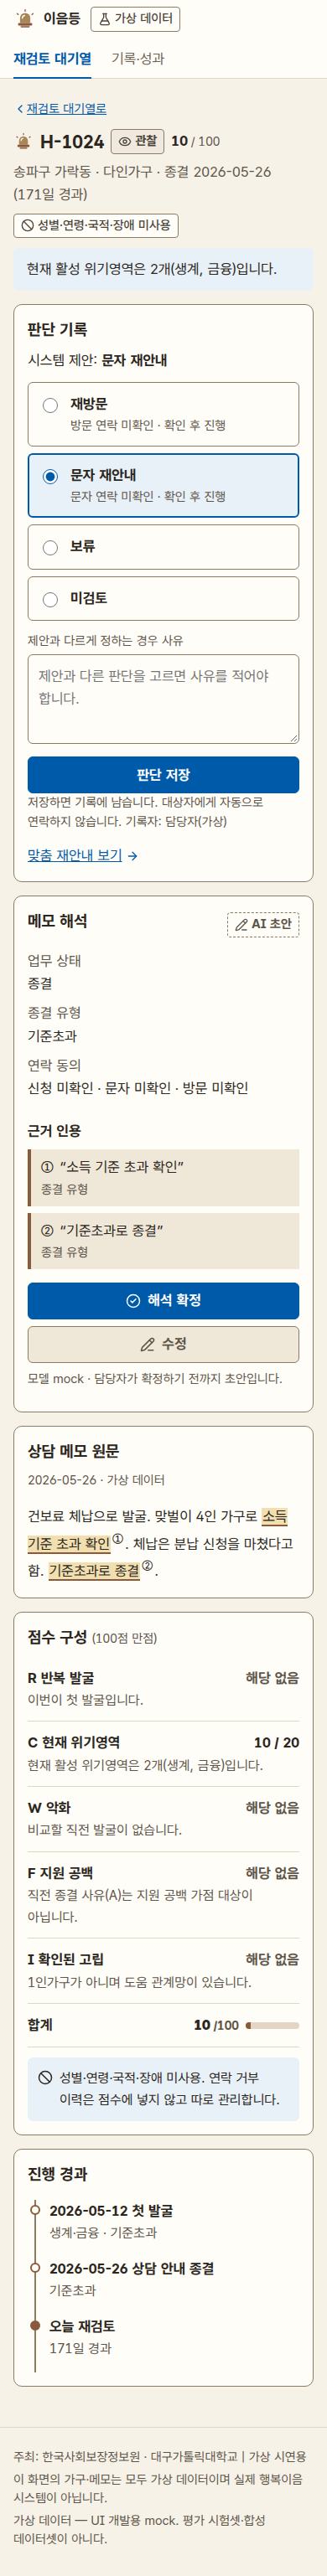 이음등 가상 데이터
재검토 대기열 기록·성과
재검토 대기열로
H-1024 관찰 10 / 100
송파구 가락동 · 다인가구 · 종결 2026-05-26
(171일 경과)
성별·연령·국적·장애 미사용
현재 활성 위기영역은 2개(생계, 금융)입니다.
판단 기록
시스템 제안: 문자 재안내
재방문
방문 연락 미확인 · 확인 후 진행
문자 재안내
문자 연락 미확인 · 확인 후 진행
보류
미검토
제안과 다르게 정하는 경우 사유
제안과 다른 판단을 고르면 사유를 적어야
합니다.
판단 저장
저장하면 기록에 남습니다. 대상자에게 자동으로
연락하지 않습니다. 기록자: 담당자(가상)
맞춤 재안내 보기 →
메모 해석 AI 초안
업무 상태
종결
종결 유형
기준초과
연락 동의
신청 미확인 · 문자 미확인 · 방문 미확인
근거 인용
① “소득 기준 초과 확인”
종결 유형
② “기준초과로 종결”
종결 유형
해석 확정
수정
모델 mock · 담당자가 확정하기 전까지 초안입니다.
상담 메모 원문
2026-05-26 · 가상 데이터
건보료 체납으로 발굴. 맞벌이 4인 가구로 소득
기준 초과 확인①. 체납은 분납 신청을 마쳤다고
함. 기준초과로 종결②.
점수 구성 (100점 만점)
R 반복 발굴 해당 없음
이번이 첫 발굴입니다.
C 현재 위기영역 10 / 20
현재 활성 위기영역은 2개(생계, 금융)입니다.
W 악화 해당 없음
비교할 직전 발굴이 없습니다.
F 지원 공백 해당 없음
직전 종결 사유(A)는 지원 공백 가점 대상이
아닙니다.
I 확인된 고립 해당 없음
1인가구가 아니며 도움 관계망이 있습니다.
합계 10 /100
성별·연령·국적·장애 미사용. 연락 거부
이력은 점수에 넣지 않고 따로 관리합니다.
진행 경과
2026-05-12 첫 발굴
생계·금융 · 기준초과
2026-05-26 상담 안내 종결
기준초과
오늘 재검토
171일 경과
주최: 한국사회보장정보원 · 대구가톨릭대학교 | 가상 시연용
이 화면의 가구·메모는 모두 가상 데이터이며 실제 행복이음
시스템이 아닙니다.
가상 데이터 — UI 개발용 mock. 평가 시험셋·합성
데이터셋이 아니다.